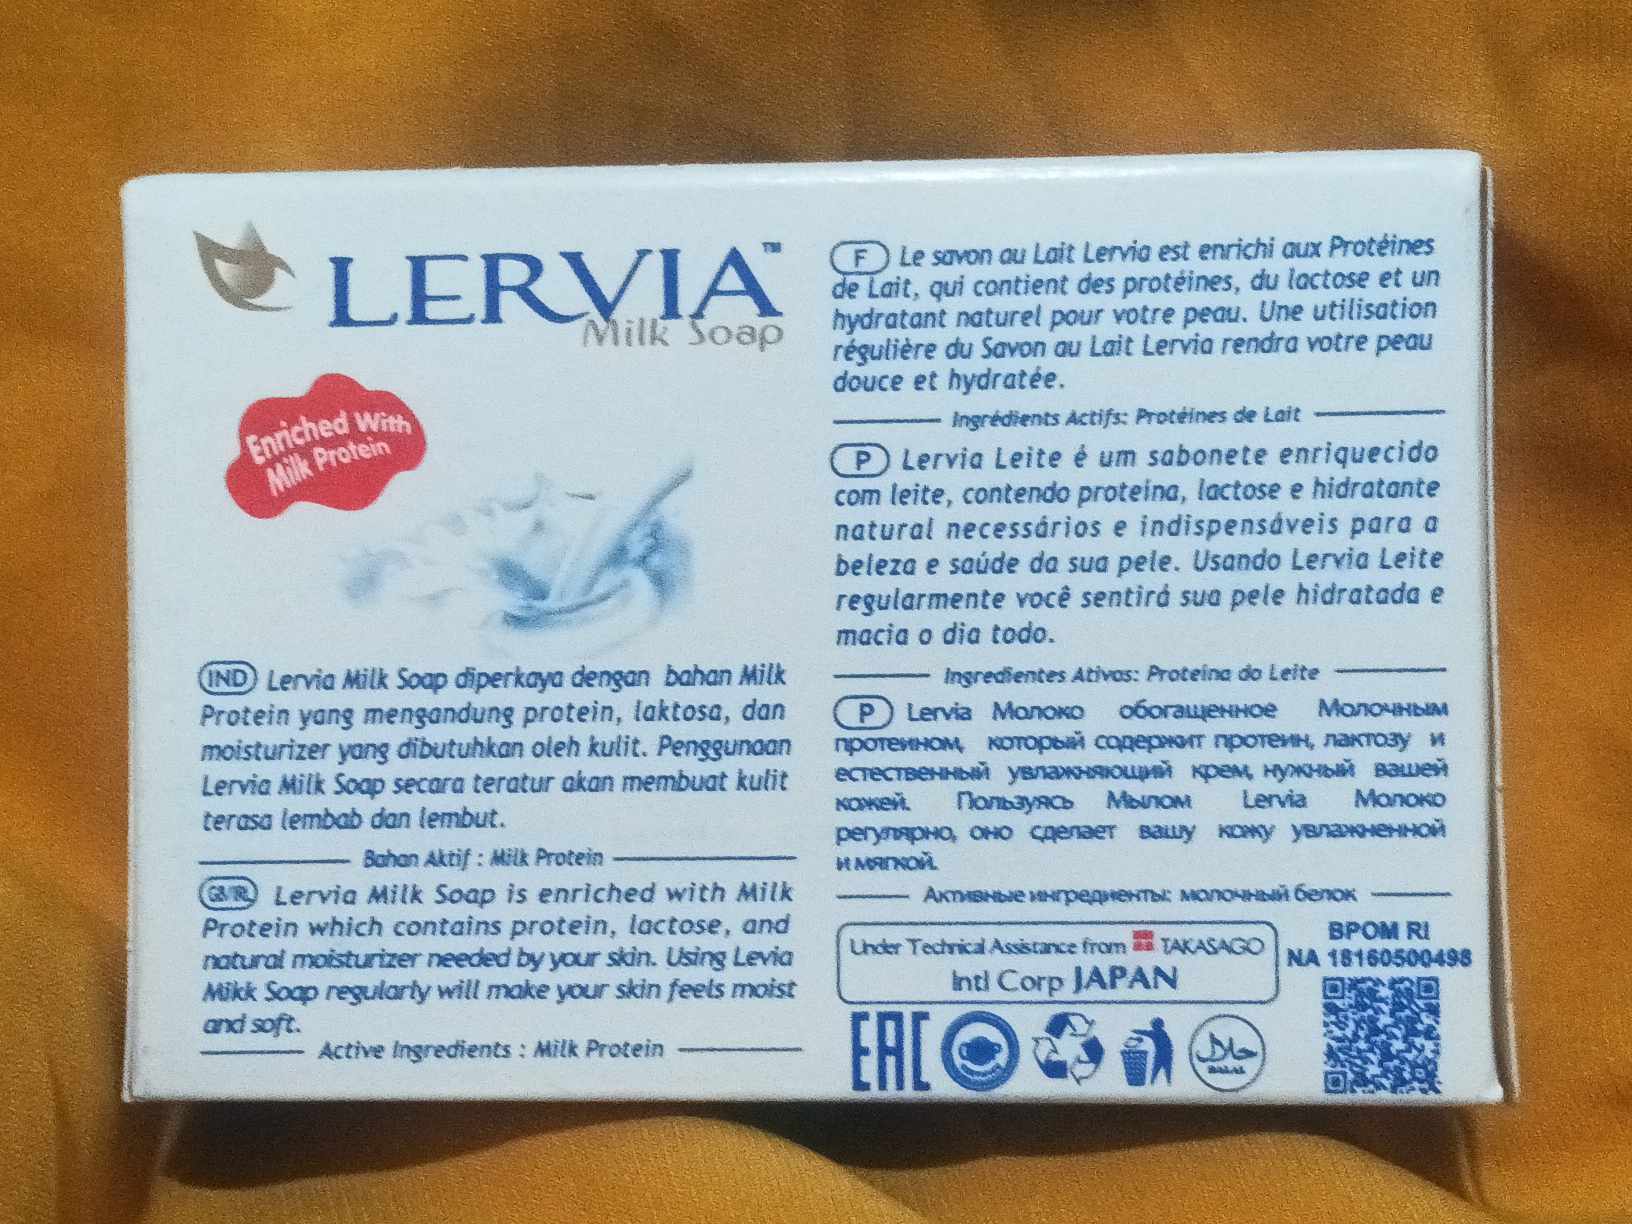 LERVIA™
Milk Soap
Enriched With
Milk Protein
IND Lervia Milk Soap diperkaya dengan bahan Milk
Protein yang mengandung protein, laktosa, dan
moisturizer yang dibutuhkan oleh kulit. Penggunaan
Lervia Milk Soap secara teratur akan membuat kulit
terasa lembab dan lembut.
Bahan Aktif : Milk Protein
GB/IRL Lervia Milk Soap is enriched with Milk
Protein which contains protein, lactose, and
natural moisturizer needed by your skin. Using Levia
Mikk Soap regularly will make your skin feels moist
and soft.
Active Ingredients : Milk Protein
F Le savon au Lait Lervia est enrichi aux Protéines
de Lait, qui contient des protéines, du lactose et un
hydratant naturel pour votre peau. Une utilisation
régulière du Savon au Lait Lervia rendra votre peau
douce et hydratée.
Ingrédients Actifs: Protéines de Lait
P Lervia Leite é um sabonete enriquecido
com leite, contendo proteína, lactose e hidratante
natural necessários e indispensáveis para a
beleza e saúde da sua pele. Usando Lervia Leite
regularmente você sentirá sua pele hidratada e
macia o dia todo.
Ingredientes Ativos: Proteína do Leite
P Lervia Молоко обогащенное Молочным
протеином, который содержит протеин, лактозу и
естественный увлажняющий крем, нужный вашей
кожей. Пользуясь Мылом Lervia Молоко
регулярно, оно сделает вашу кожу увлажненной
и мягкой.
Активные ингредиенты: молочный белок
Under Technical Assistance from TAKASAGO
Intl Corp JAPAN
BPOM RI
NA 18160500498
EAC
حلال
HALAL